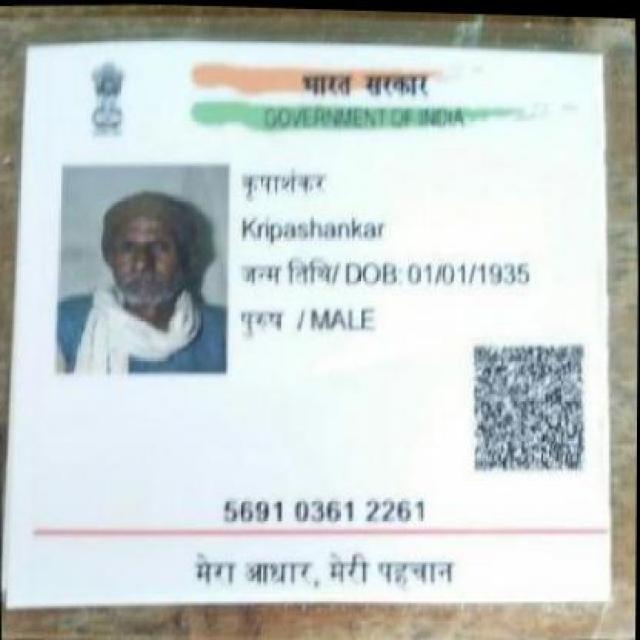 भारत सरकार
GOVERNMENT OF INDIA
कृपाशंकर
Kripashankar
जन्म तिथि/ DOB: 01/01/1935
पुरुष / MALE
5691 0361 2261
मेरा आधार, मेरी पहचान